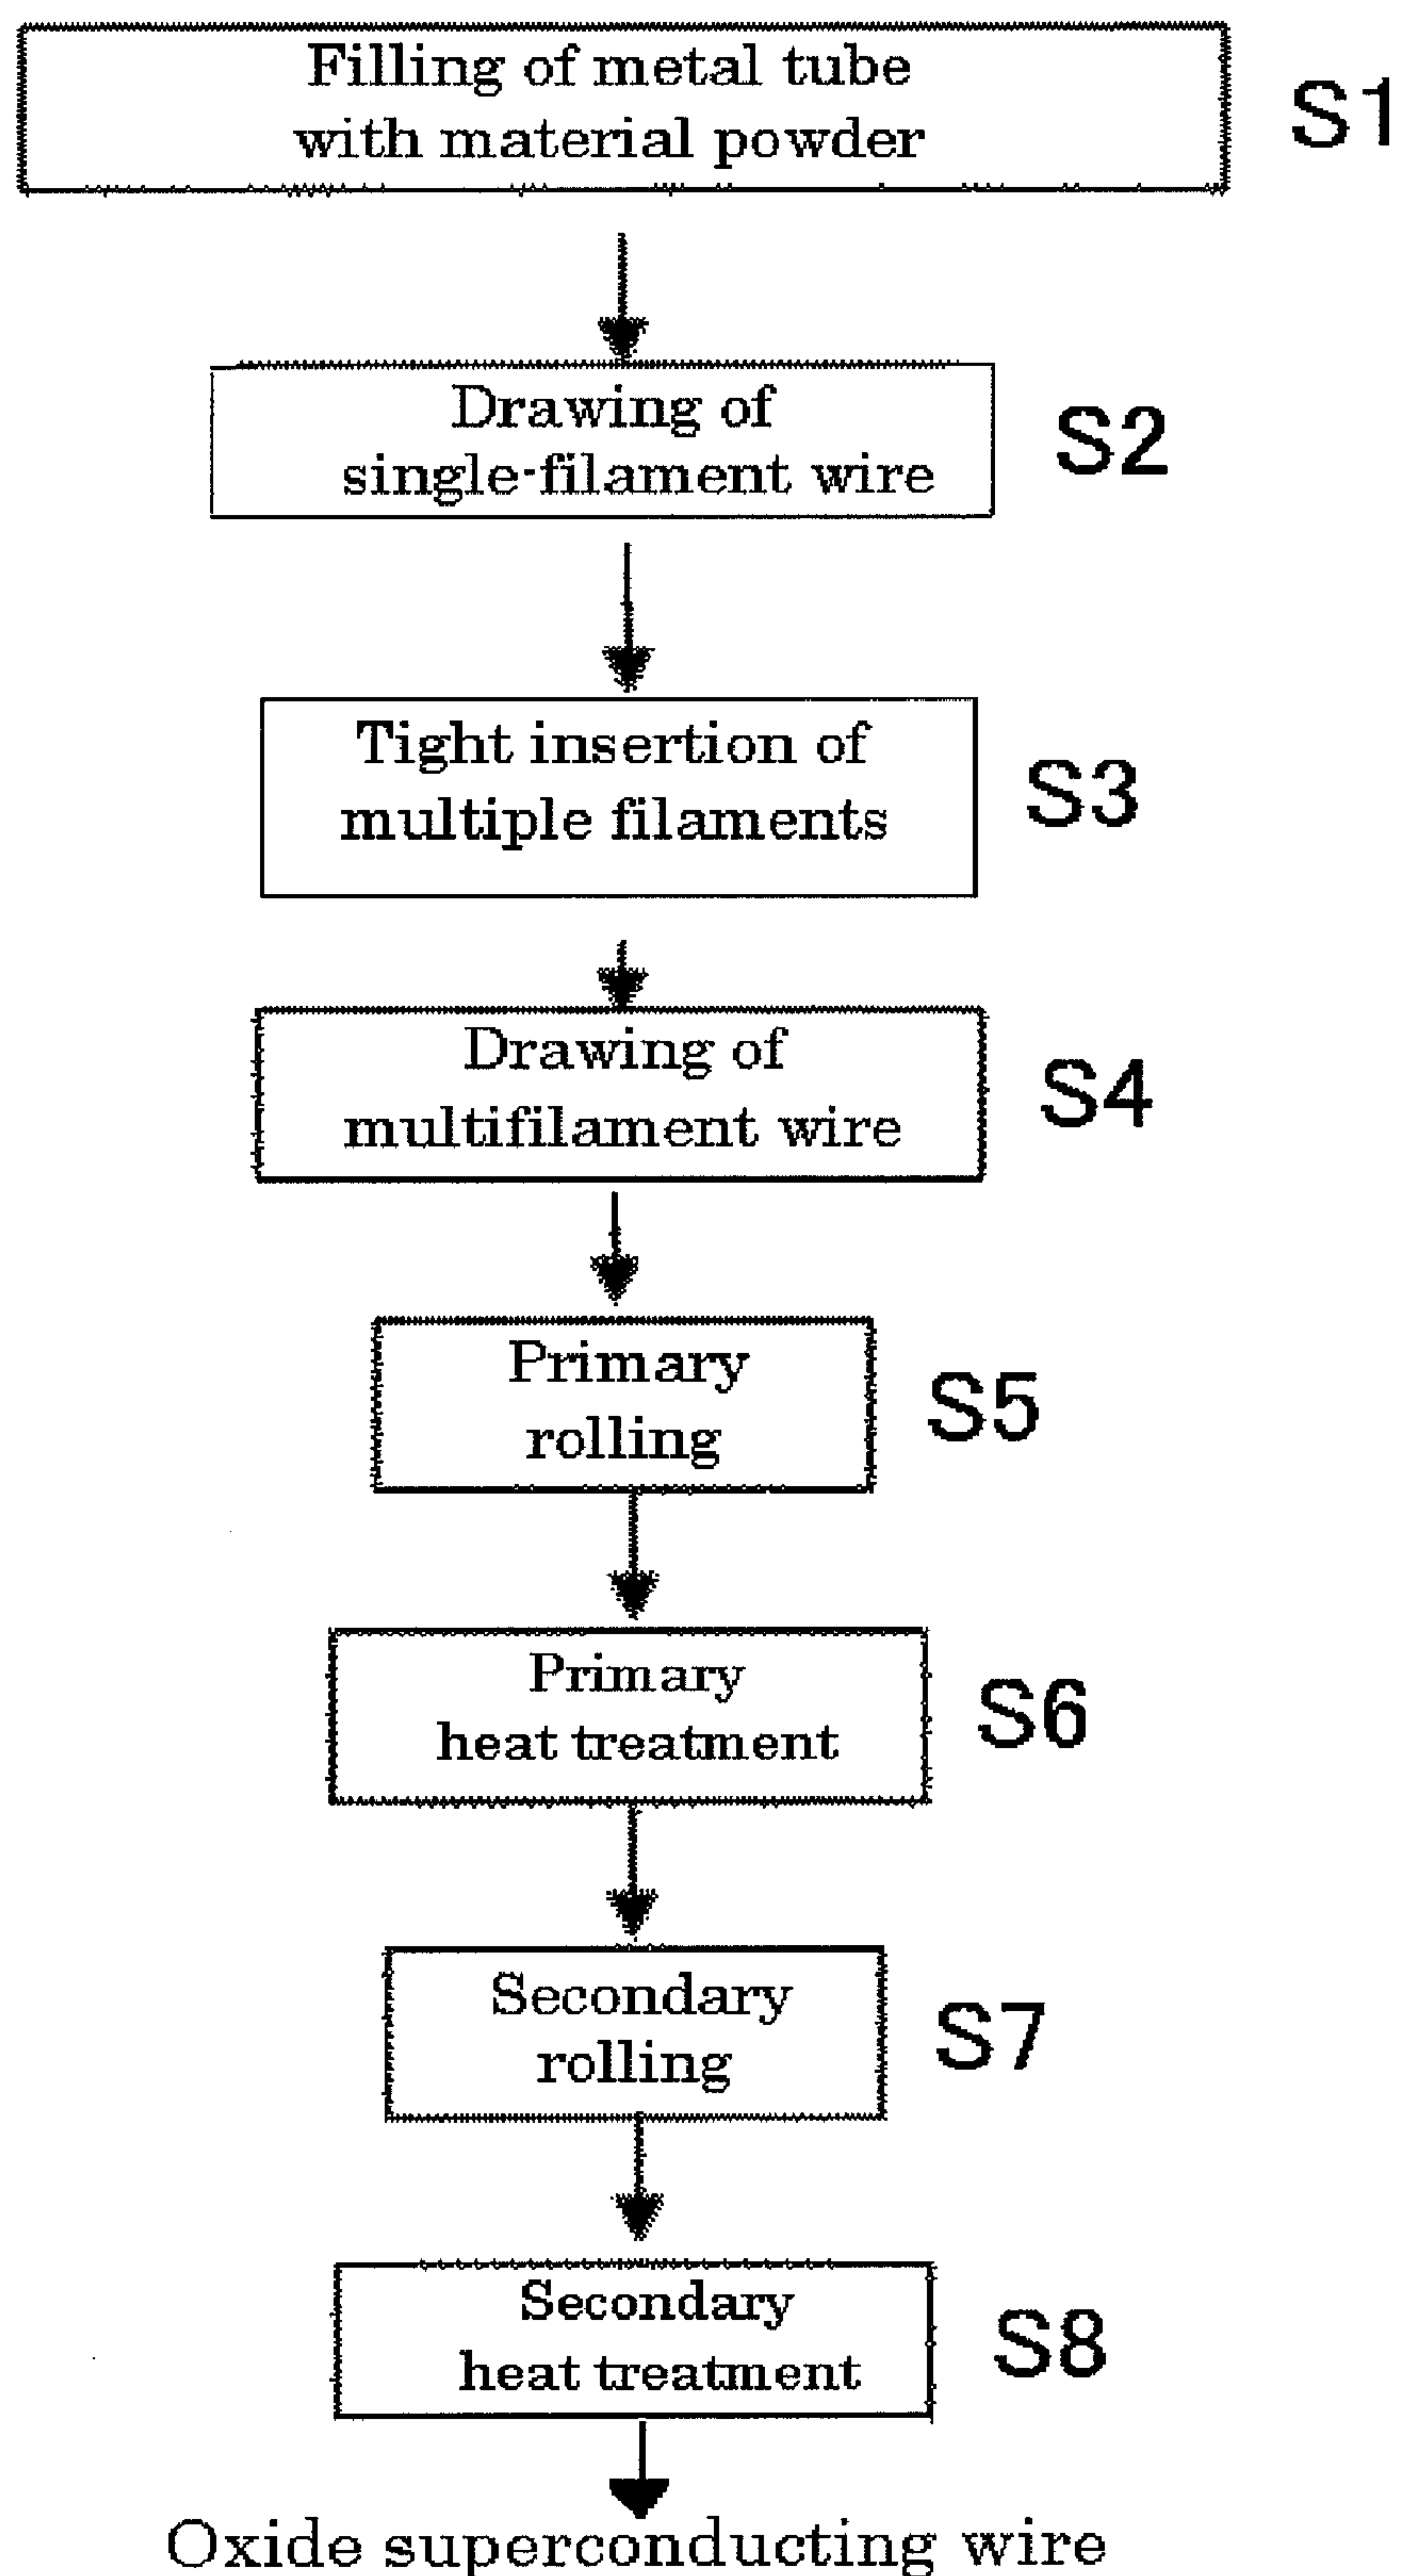 Filling of metal tube
with material powder
S1
Drawing of
single-filament wire
S2
Tight insertion of
multiple filaments
S3
Drawing of
multifilament wire
S4
Primary
rolling
S5
Primary
heat treatment
S6
Secondary
rolling
S7
Secondary
heat treatment
S8
Oxide superconducting wire